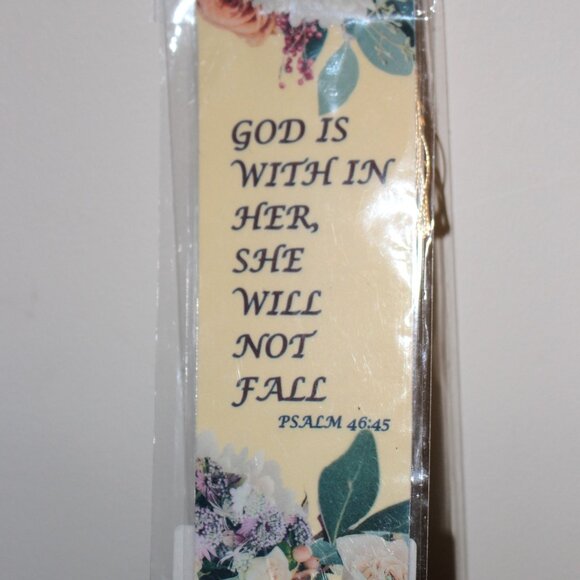 GOD IS
WITH IN
HER,
SHE
WILL
NOT
FALL
PSALM 46:45